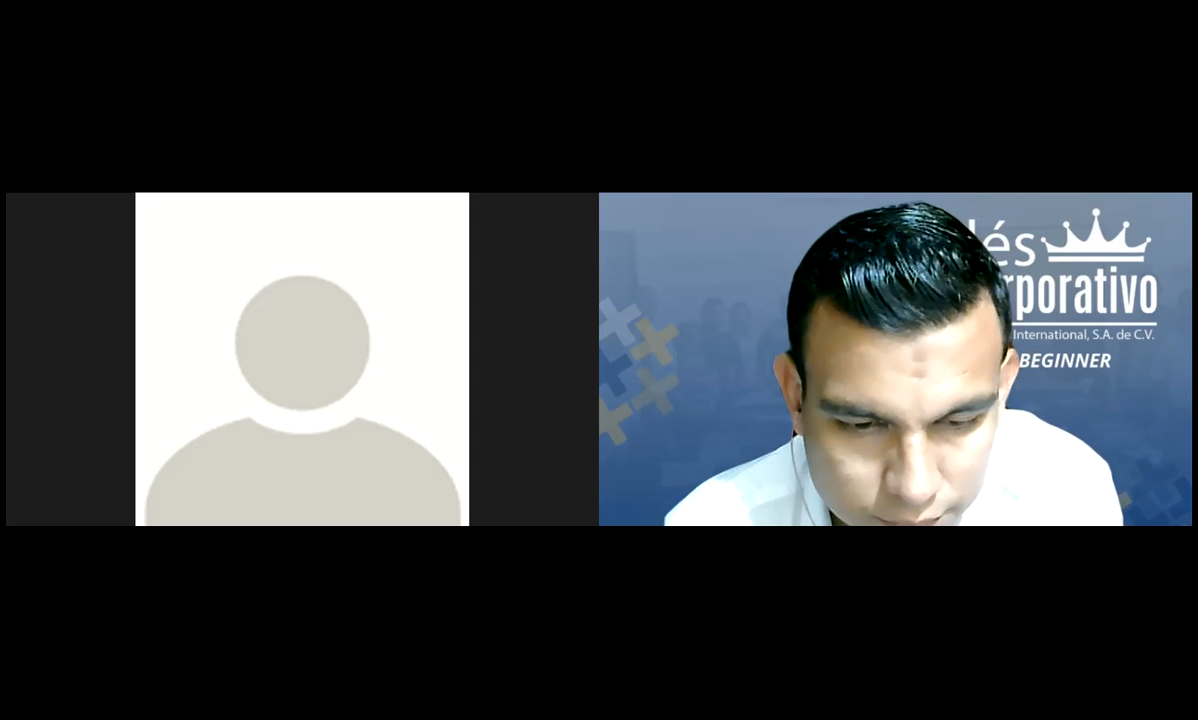 lés
rporativo
International, S.A. de C.V.
BEGINNER